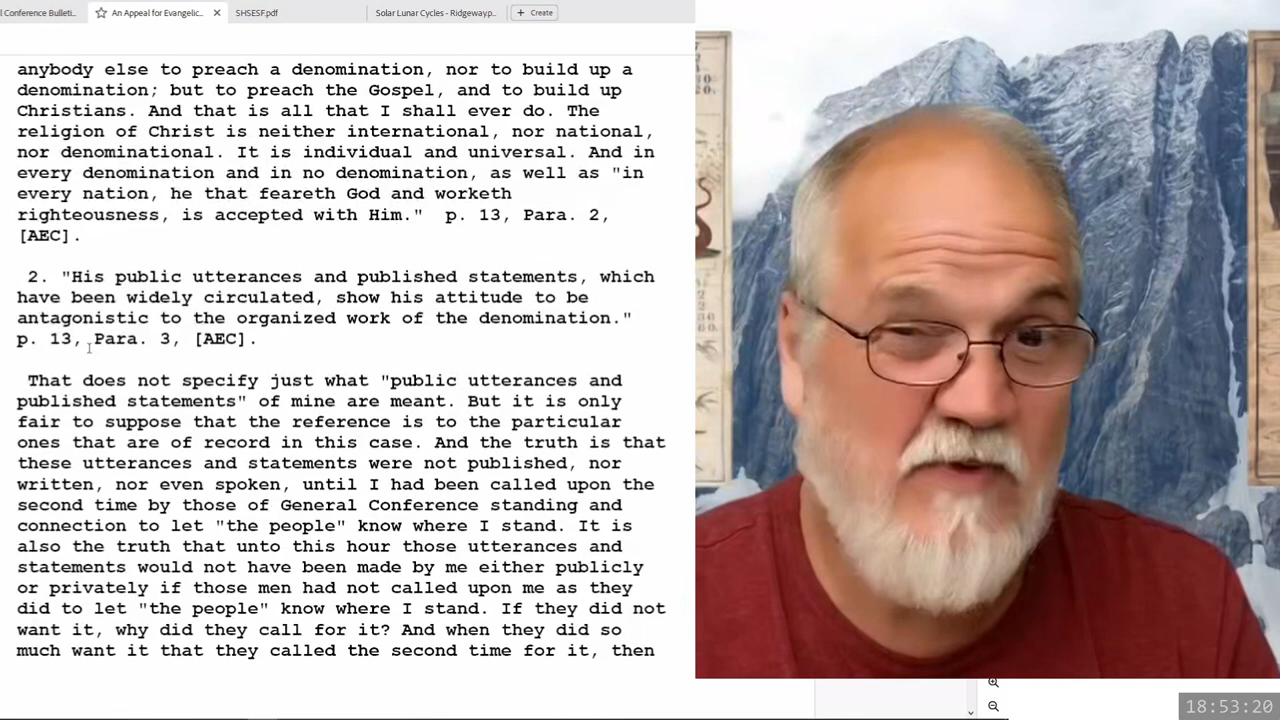 l Conference Bulleti..
An Appeal for Evangelic..
SHSESF.pdf
Solar Lunar Cycles - Ridgeway.p..
Create
anybody else to preach a denomination, nor to build up a
denomination; but to preach the Gospel, and to build up
Christians. And that is all that I shall ever do. The
religion of Christ is neither international, nor national,
nor denominational. It is individual and universal. And in
every denomination and in no denomination, as well as "in
every nation, he that feareth God and worketh
righteousness, is accepted with Him." p. 13, Para. 2,
[AEC].
2. "His public utterances and published statements, which
have been widely circulated, show his attitude to be
antagonistic to the organized work of the denomination."
p. 13, Para. 3, [AEC].
That does not specify just what "public utterances and
published statements" of mine are meant. But it is only
fair to suppose that the reference is to the particular
ones that are of record in this case. And the truth is that
these utterances and statements were not published, nor
written, nor even spoken, until I had been called upon the
second time by those of General Conference standing and
connection to let "the people" know where I stand. It is
also the truth that unto this hour those utterances and
statements would not have been made by me either publicly
or privately if those men had not called upon me as they
did to let "the people" know where I stand. If they did not
want it, why did they call for it? And when they did so
much want it that they called the second time for it, then
18:53:20